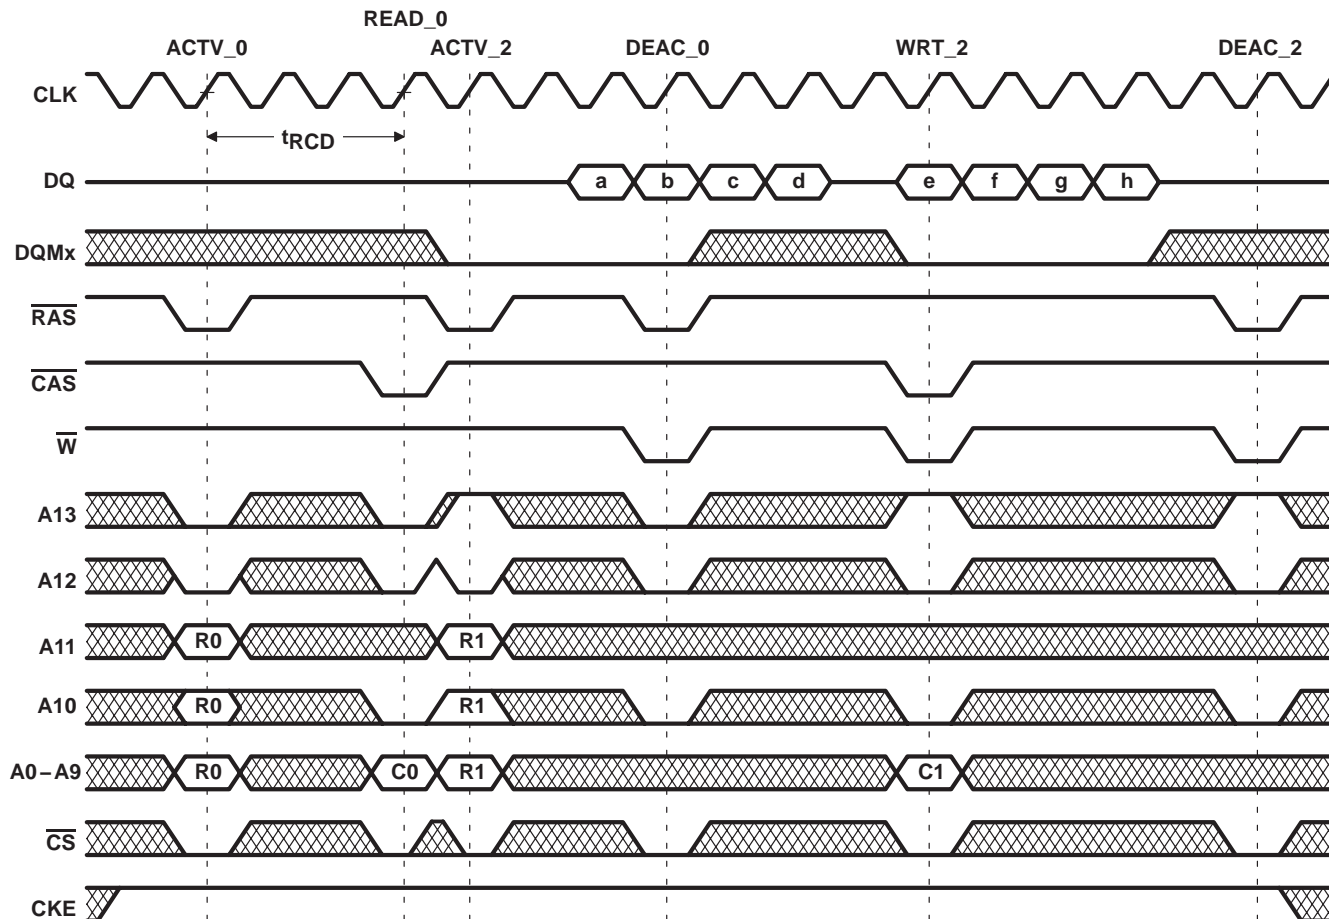 READ_0
ACTV_0 ACTV_2 DEAC_0 WRT_2 DEAC_2
CLK
tRCD
DQ a b c d e f g h
DQMx
RAS
CAS
W
A13
A12
A11 R0 R1
A10 R0 R1
A0–A9 R0 C0 R1 C1
CS
CKE